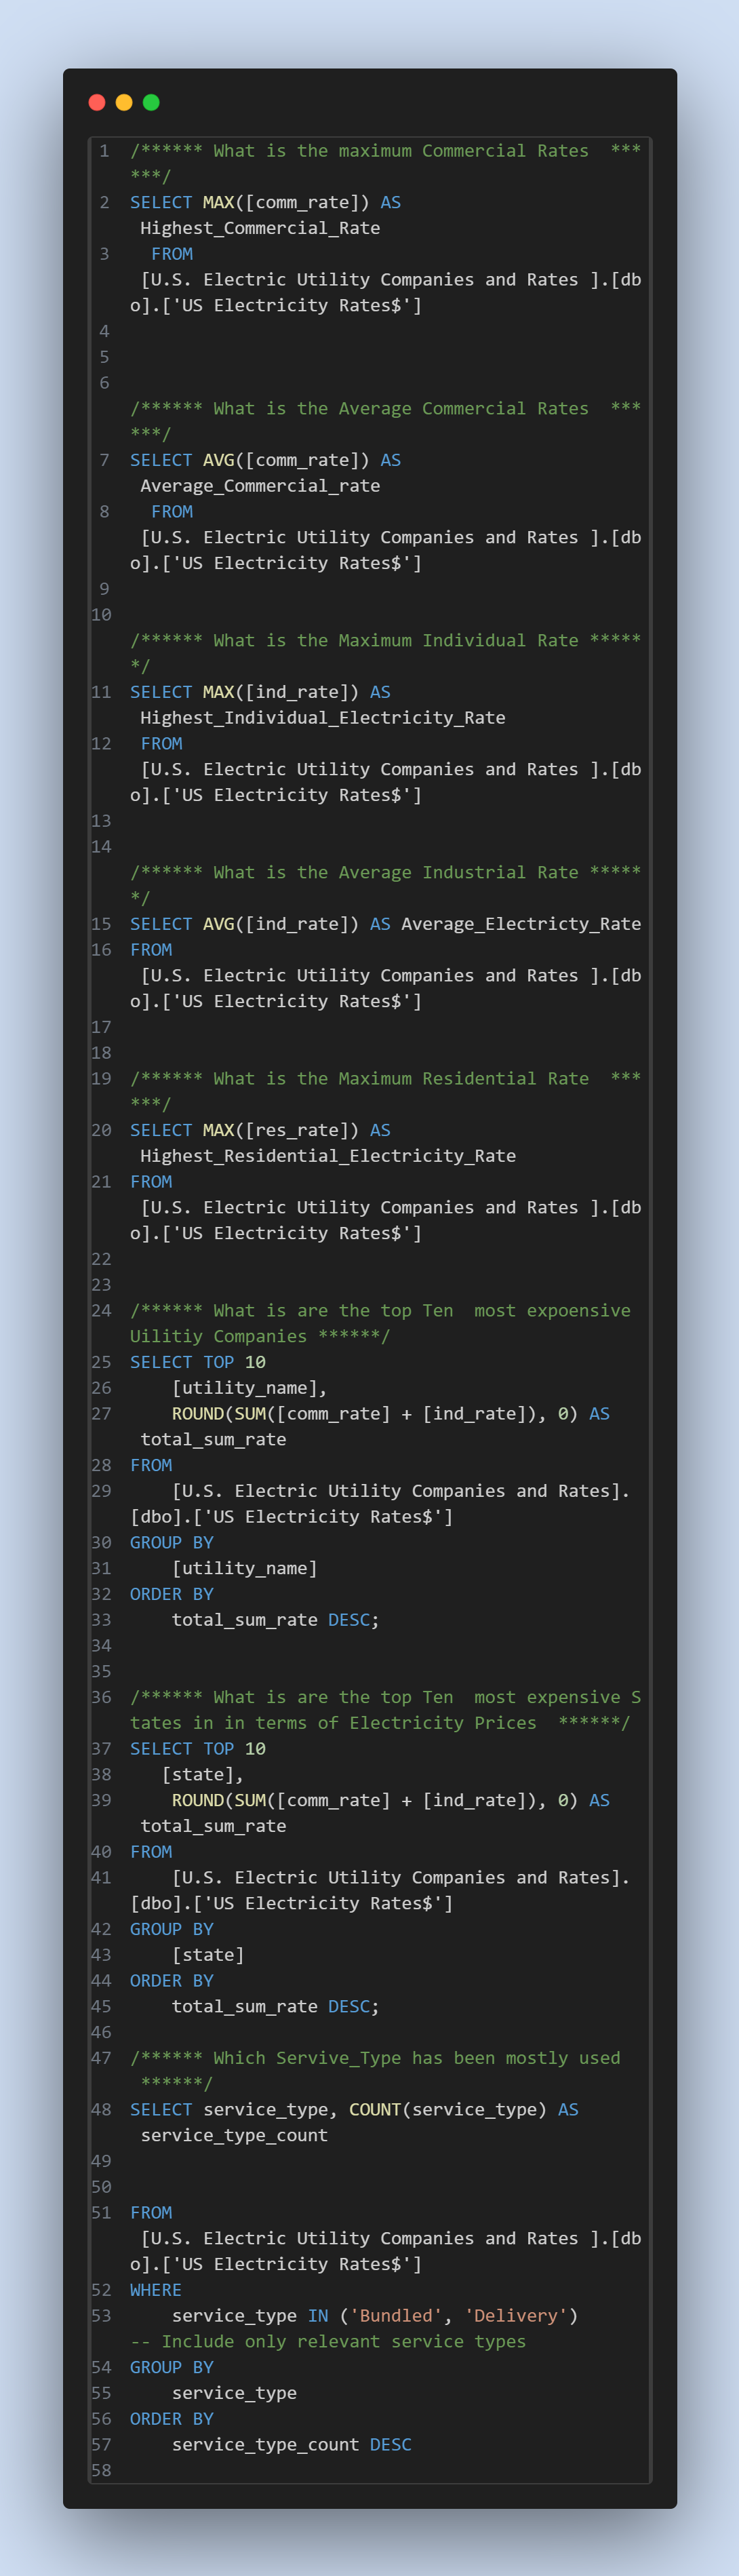 1 /****** What is the maximum Commercial Rates  ***
***/
2 SELECT MAX([comm_rate]) AS
Highest_Commercial_Rate
3 FROM
[U.S. Electric Utility Companies and Rates ].[db
o].['US Electricity Rates$']
4
5
6
/****** What is the Average Commercial Rates  ***
***/
7 SELECT AVG([comm_rate]) AS
Average_Commercial_rate
8 FROM
[U.S. Electric Utility Companies and Rates ].[db
o].['US Electricity Rates$']
9
10
/****** What is the Maximum Individual Rate *****
*/
11 SELECT MAX([ind_rate]) AS
Highest_Individual_Electricity_Rate
12 FROM
[U.S. Electric Utility Companies and Rates ].[db
o].['US Electricity Rates$']
13
14
/****** What is the Average Industrial Rate *****
*/
15 SELECT AVG([ind_rate]) AS Average_Electricty_Rate
16 FROM
[U.S. Electric Utility Companies and Rates ].[db
o].['US Electricity Rates$']
17
18
19 /****** What is the Maximum Residential Rate  ***
***/
20 SELECT MAX([res_rate]) AS
Highest_Residential_Electricity_Rate
21 FROM
[U.S. Electric Utility Companies and Rates ].[db
o].['US Electricity Rates$']
22
23
24 /****** What is are the top Ten  most expoensive
Uilitiy Companies ******/
25 SELECT TOP 10
26 [utility_name],
27 ROUND(SUM([comm_rate] + [ind_rate]), 0) AS
total_sum_rate
28 FROM
29 [U.S. Electric Utility Companies and Rates].
[dbo].['US Electricity Rates$']
30 GROUP BY
31 [utility_name]
32 ORDER BY
33 total_sum_rate DESC;
34
35
36 /****** What is are the top Ten  most expensive S
tates in in terms of Electricity Prices  ******/
37 SELECT TOP 10
38 [state],
39 ROUND(SUM([comm_rate] + [ind_rate]), 0) AS
total_sum_rate
40 FROM
41 [U.S. Electric Utility Companies and Rates].
[dbo].['US Electricity Rates$']
42 GROUP BY
43 [state]
44 ORDER BY
45 total_sum_rate DESC;
46
47 /****** Which Servive_Type has been mostly used
******/
48 SELECT service_type, COUNT(service_type) AS
service_type_count
49
50
51 FROM
[U.S. Electric Utility Companies and Rates ].[db
o].['US Electricity Rates$']
52 WHERE
53 service_type IN ('Bundled', 'Delivery')
-- Include only relevant service types
54 GROUP BY
55 service_type
56 ORDER BY
57 service_type_count DESC
58